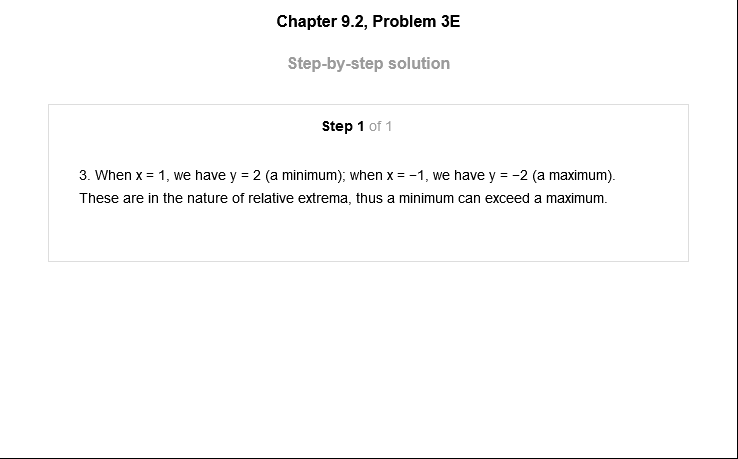 Chapter 9.2, Problem 3E
Step-by-step solution
Step 1 of 1
3. When x = 1, we have y = 2 (a minimum); when x = −1, we have y = −2 (a maximum).
These are in the nature of relative extrema, thus a minimum can exceed a maximum.